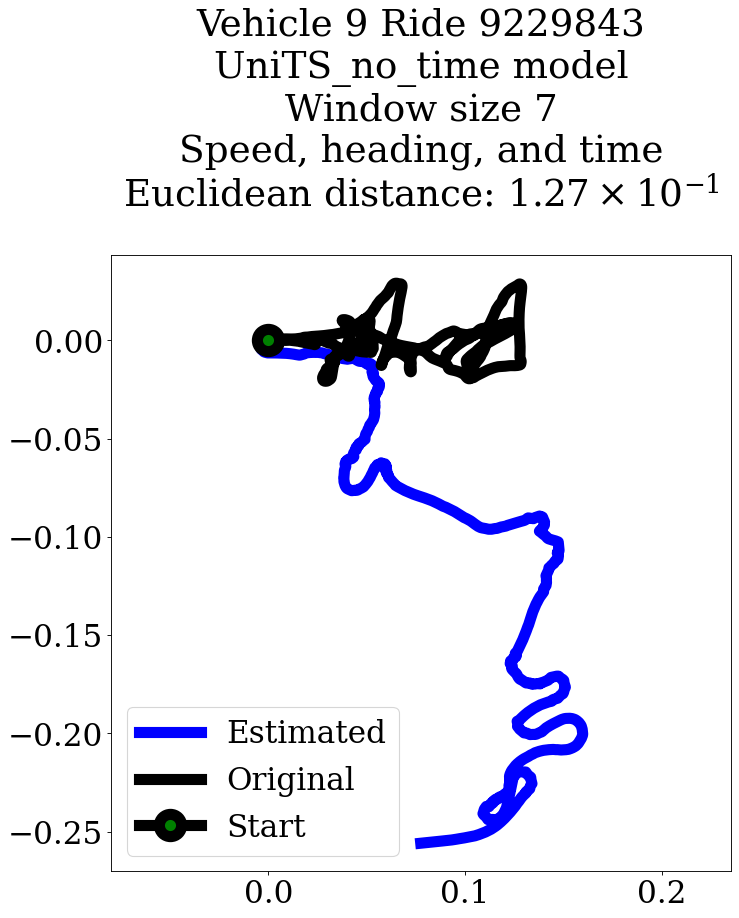 Vehicle 9 Ride 9229843
UniTS_no_time model
Window size 7
Speed, heading, and time
Euclidean distance: $1.27 \times 10^{-1}$
0.00
−0.05
−0.10
−0.15
−0.20
−0.25
Estimated
Original
Start
0.0
0.1
0.2